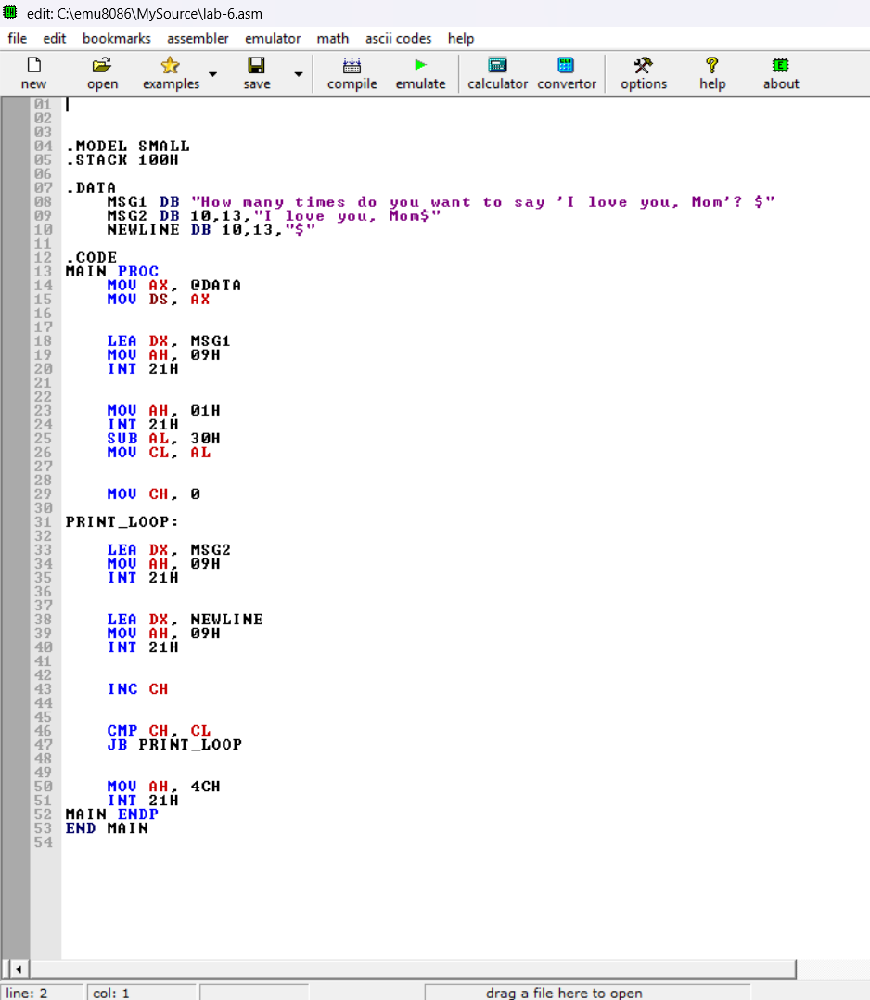 edit: C:\emu8086\MySource\lab-6.asm
file edit bookmarks assembler emulator math ascii codes help
new open examples save compile emulate calculator convertor options help about
01
02
03
04 .MODEL SMALL
05 .STACK 100H
06
07 .DATA
08 MSG1 DB "How many times do you want to say 'I love you, Mom'? $"
09 MSG2 DB 10,13,"I love you, Mom$"
10 NEWLINE DB 10,13,"$"
11
12 .CODE
13 MAIN PROC
14 MOV AX, @DATA
15 MOV DS, AX
16
17
18 LEA DX, MSG1
19 MOV AH, 09H
20 INT 21H
21
22
23 MOV AH, 01H
24 INT 21H
25 SUB AL, 30H
26 MOV CL, AL
27
28
29 MOV CH, 0
30
31 PRINT_LOOP:
32
33 LEA DX, MSG2
34 MOV AH, 09H
35 INT 21H
36
37
38 LEA DX, NEWLINE
39 MOV AH, 09H
40 INT 21H
41
42
43 INC CH
44
45
46 CMP CH, CL
47 JB PRINT_LOOP
48
49
50 MOV AH, 4CH
51 INT 21H
52 MAIN ENDP
53 END MAIN
54
line: 2 col: 1 drag a file here to open